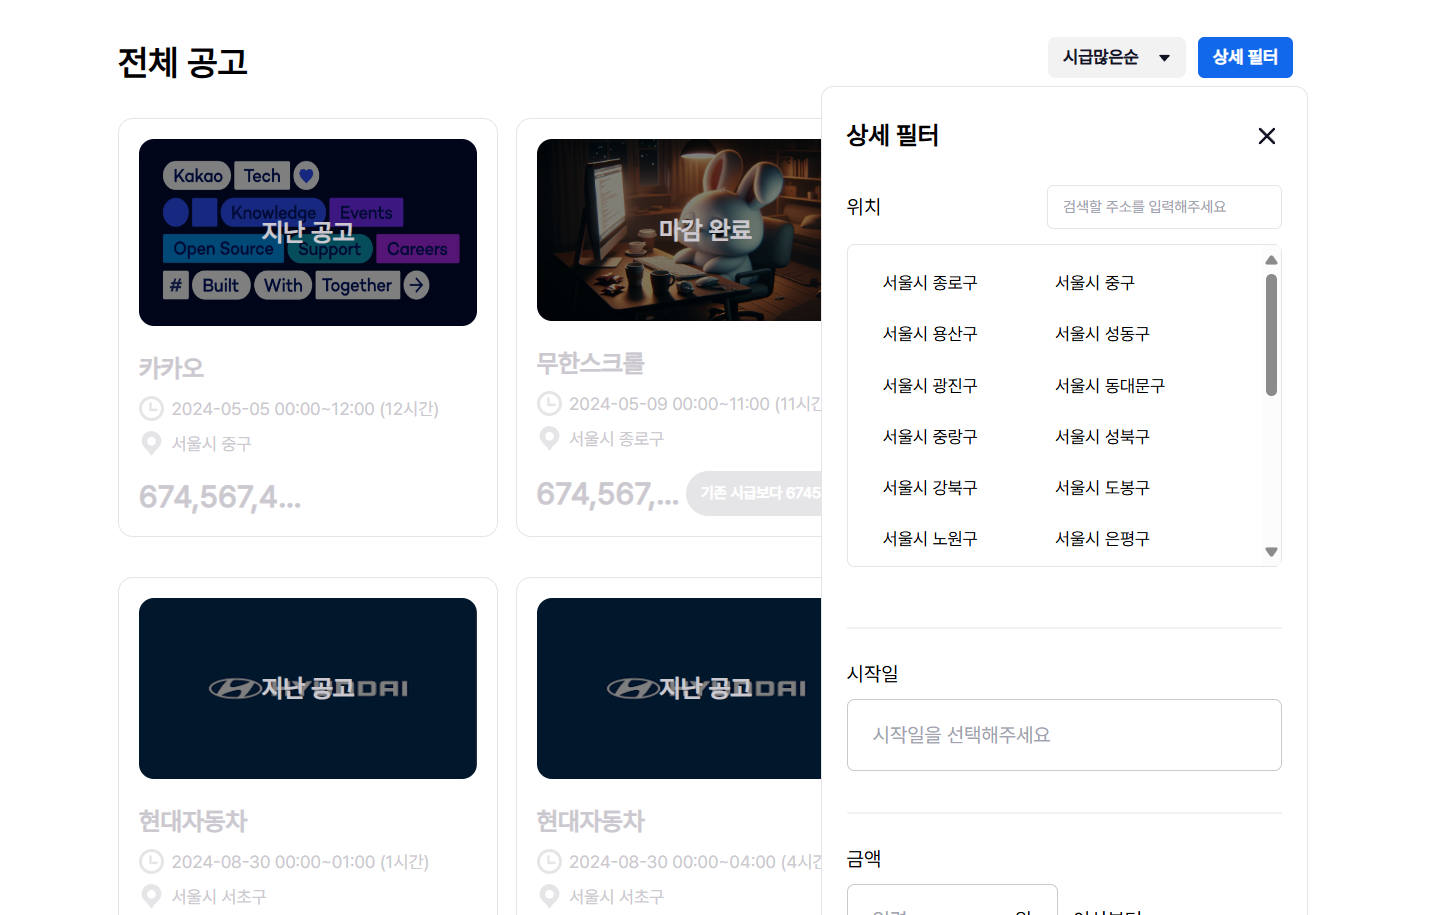 전체 공고
시급많은순
상세 필터
Kakao Tech
Knowledge Events
Open Source Support Careers
# Built With Together
지난 공고
카카오
2024-05-05 00:00~12:00 (12시간)
서울시 중구
674,567,4...
마감 완료
무한스크롤
2024-05-09 00:00~11:00 (11시간
서울시 종로구
674,567,...
기존 시급보다 6745
HYUNDAI
지난 공고
현대자동차
2024-08-30 00:00~01:00 (1시간)
서울시 서초구
HYUNDAI
지난 공고
현대자동차
2024-08-30 00:00~04:00 (4시간
서울시 서초구
상세 필터
위치
검색할 주소를 입력해주세요
서울시 종로구
서울시 중구
서울시 용산구
서울시 성동구
서울시 광진구
서울시 동대문구
서울시 중랑구
서울시 성북구
서울시 강북구
서울시 도봉구
서울시 노원구
서울시 은평구
시작일
시작일을 선택해주세요
금액